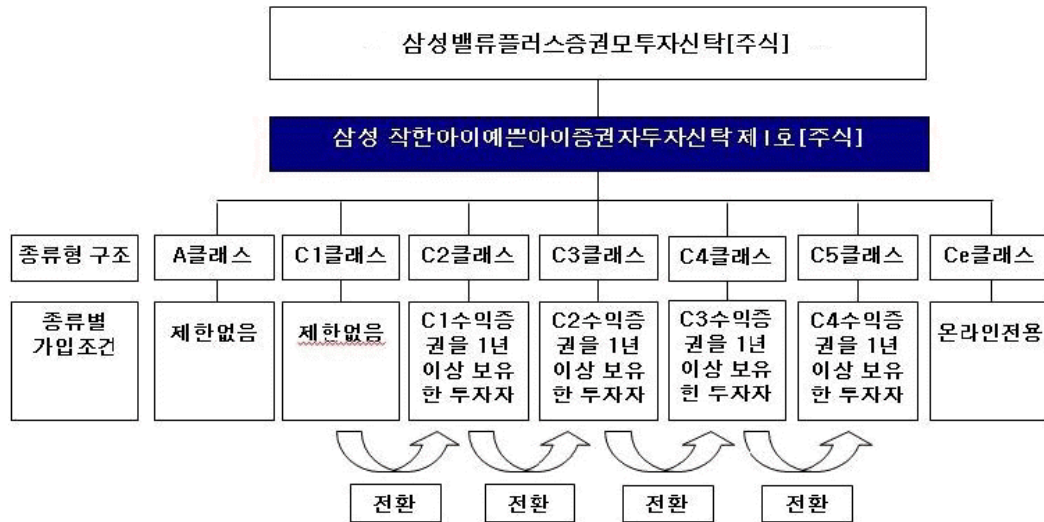 삼성밸류플러스증권모투자신탁[주식]
삼성 착한아이예쁜아이증권자투자신탁 제1호[주식]
종류형 구조
A클래스
C1클래스
C2클래스
C3클래스
C4클래스
C5클래스
Ce클래스
종류별
가입조건
제한없음
제한없음
C1수익증
권을 1년
이상 보유
한 투자자
C2수익증
권을 1년
이상 보유
한 투자자
C3수익증
권을 1년
이상 보유
한 투자자
C4수익증
권을 1년
이상 보유
한 투자자
온라인전용
전환
전환
전환
전환